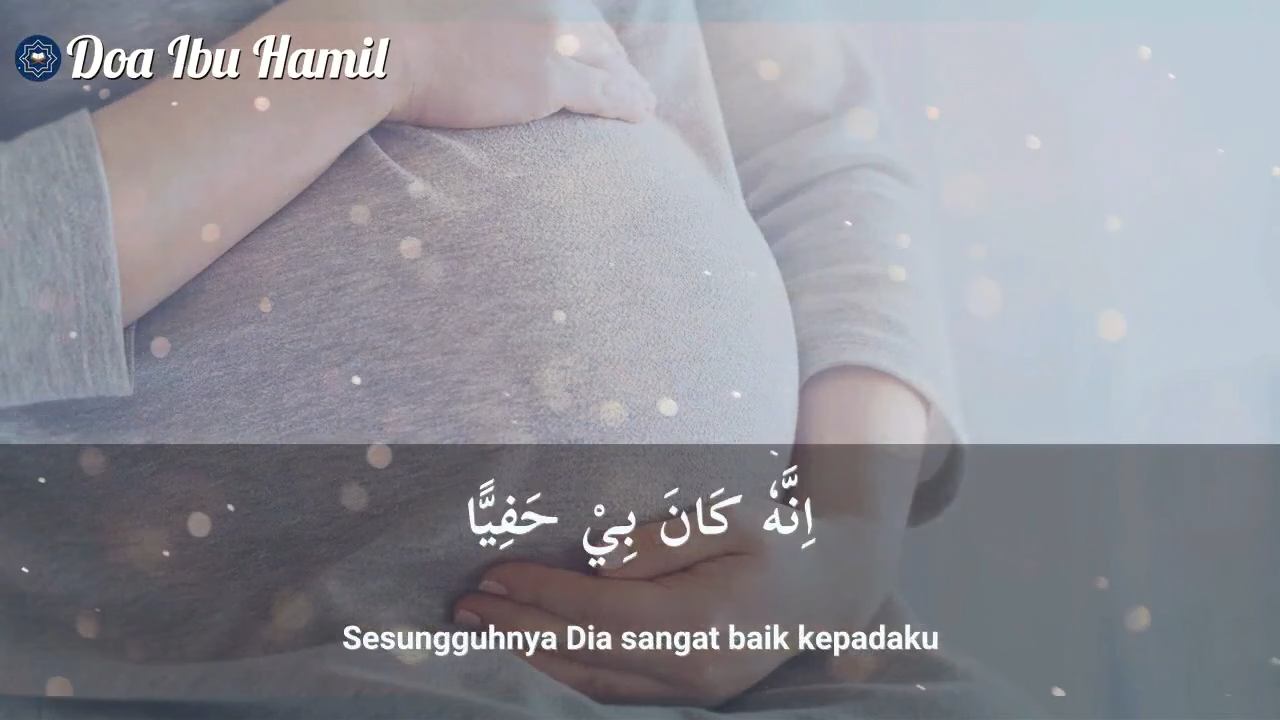 Doa Ibu Hamil
اِنَّهٗ كَانَ بِيْ حَفِيًّا
Sesungguhnya Dia sangat baik kepadaku